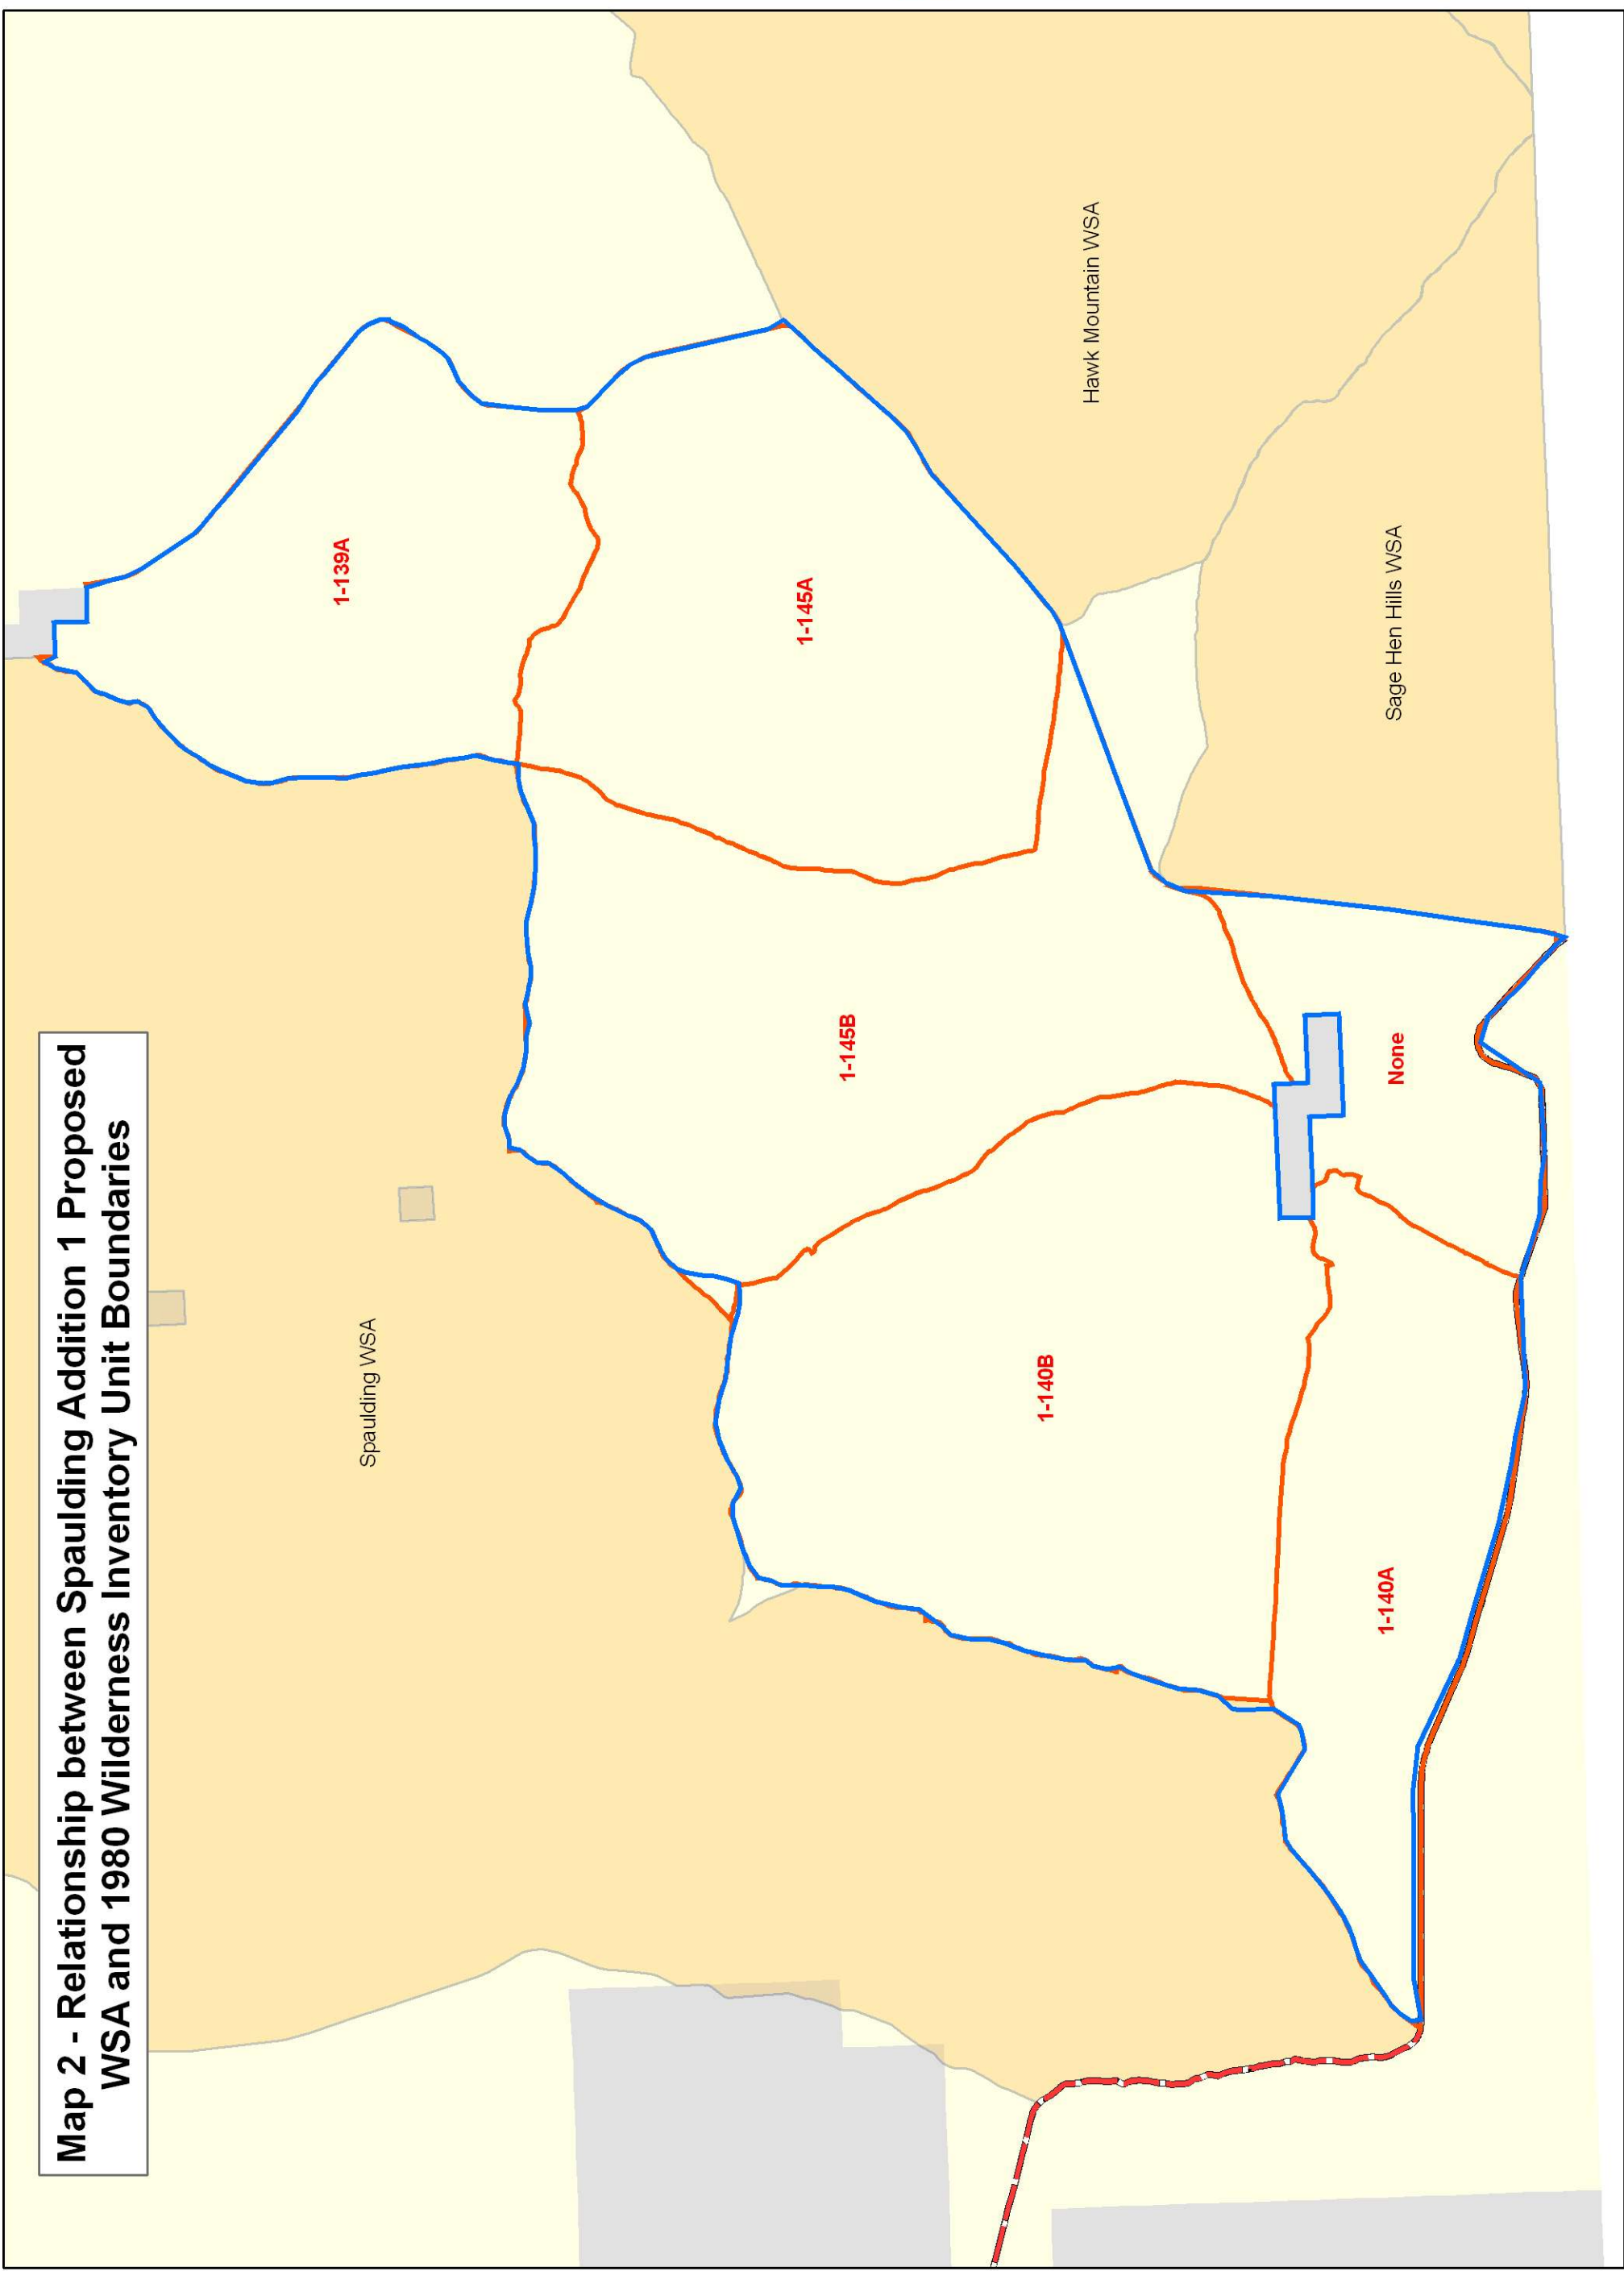 Map 2 - Relationship between Spaulding Addition 1 Proposed
WSA and 1980 Wilderness Inventory Unit Boundaries
Spaulding WSA
1-139A
1-145A
1-145B
1-140B
1-140A
None
Hawk Mountain WSA
Sage Hen Hills WSA